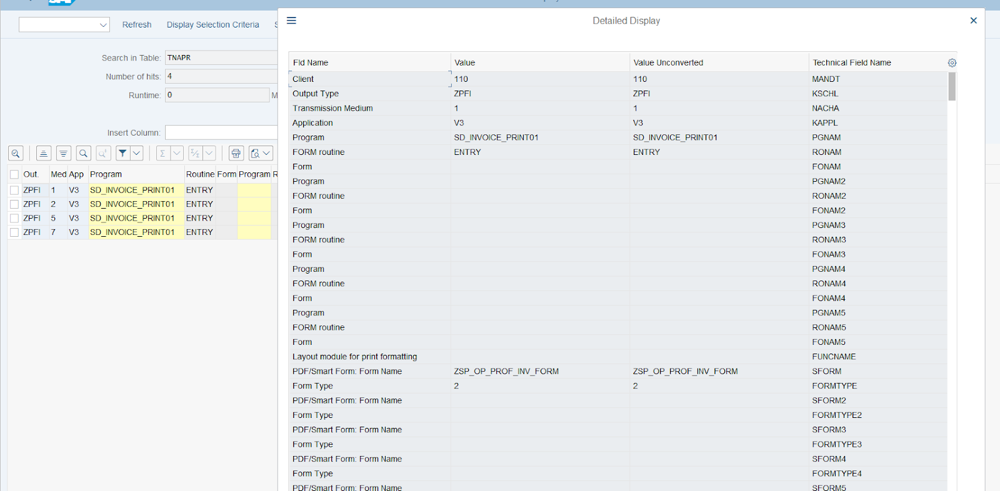 SAP
Refresh Display Selection Criteria
Search in Table: TNAPR
Number of hits: 4
Runtime: 0
Insert Column:
Out. Med App Program Routine Form Program R
ZPFI 1 V3 SD_INVOICE_PRINT01 ENTRY
ZPFI 2 V3 SD_INVOICE_PRINT01 ENTRY
ZPFI 5 V3 SD_INVOICE_PRINT01 ENTRY
ZPFI 7 V3 SD_INVOICE_PRINT01 ENTRY
Detailed Display
Fld Name Value Value Unconverted Technical Field Name
Client 110 110 MANDT
Output Type ZPFI ZPFI KSCHL
Transmission Medium 1 1 NACHA
Application V3 V3 KAPPL
Program SD_INVOICE_PRINT01 SD_INVOICE_PRINT01 PGNAM
FORM routine ENTRY ENTRY RONAM
Form FONAM
Program PGNAM2
FORM routine RONAM2
Form FONAM2
Program PGNAM3
FORM routine RONAM3
Form FONAM3
Program PGNAM4
FORM routine RONAM4
Form FONAM4
Program PGNAM5
FORM routine RONAM5
Form FONAM5
Layout module for print formatting FUNCNAME
PDF/Smart Form: Form Name ZSP_OP_PROF_INV_FORM ZSP_OP_PROF_INV_FORM SFORM
Form Type 2 2 FORMTYPE
PDF/Smart Form: Form Name SFORM2
Form Type FORMTYPE2
PDF/Smart Form: Form Name SFORM3
Form Type FORMTYPE3
PDF/Smart Form: Form Name SFORM4
Form Type FORMTYPE4
PDF/Smart Form: Form Name SFORM5